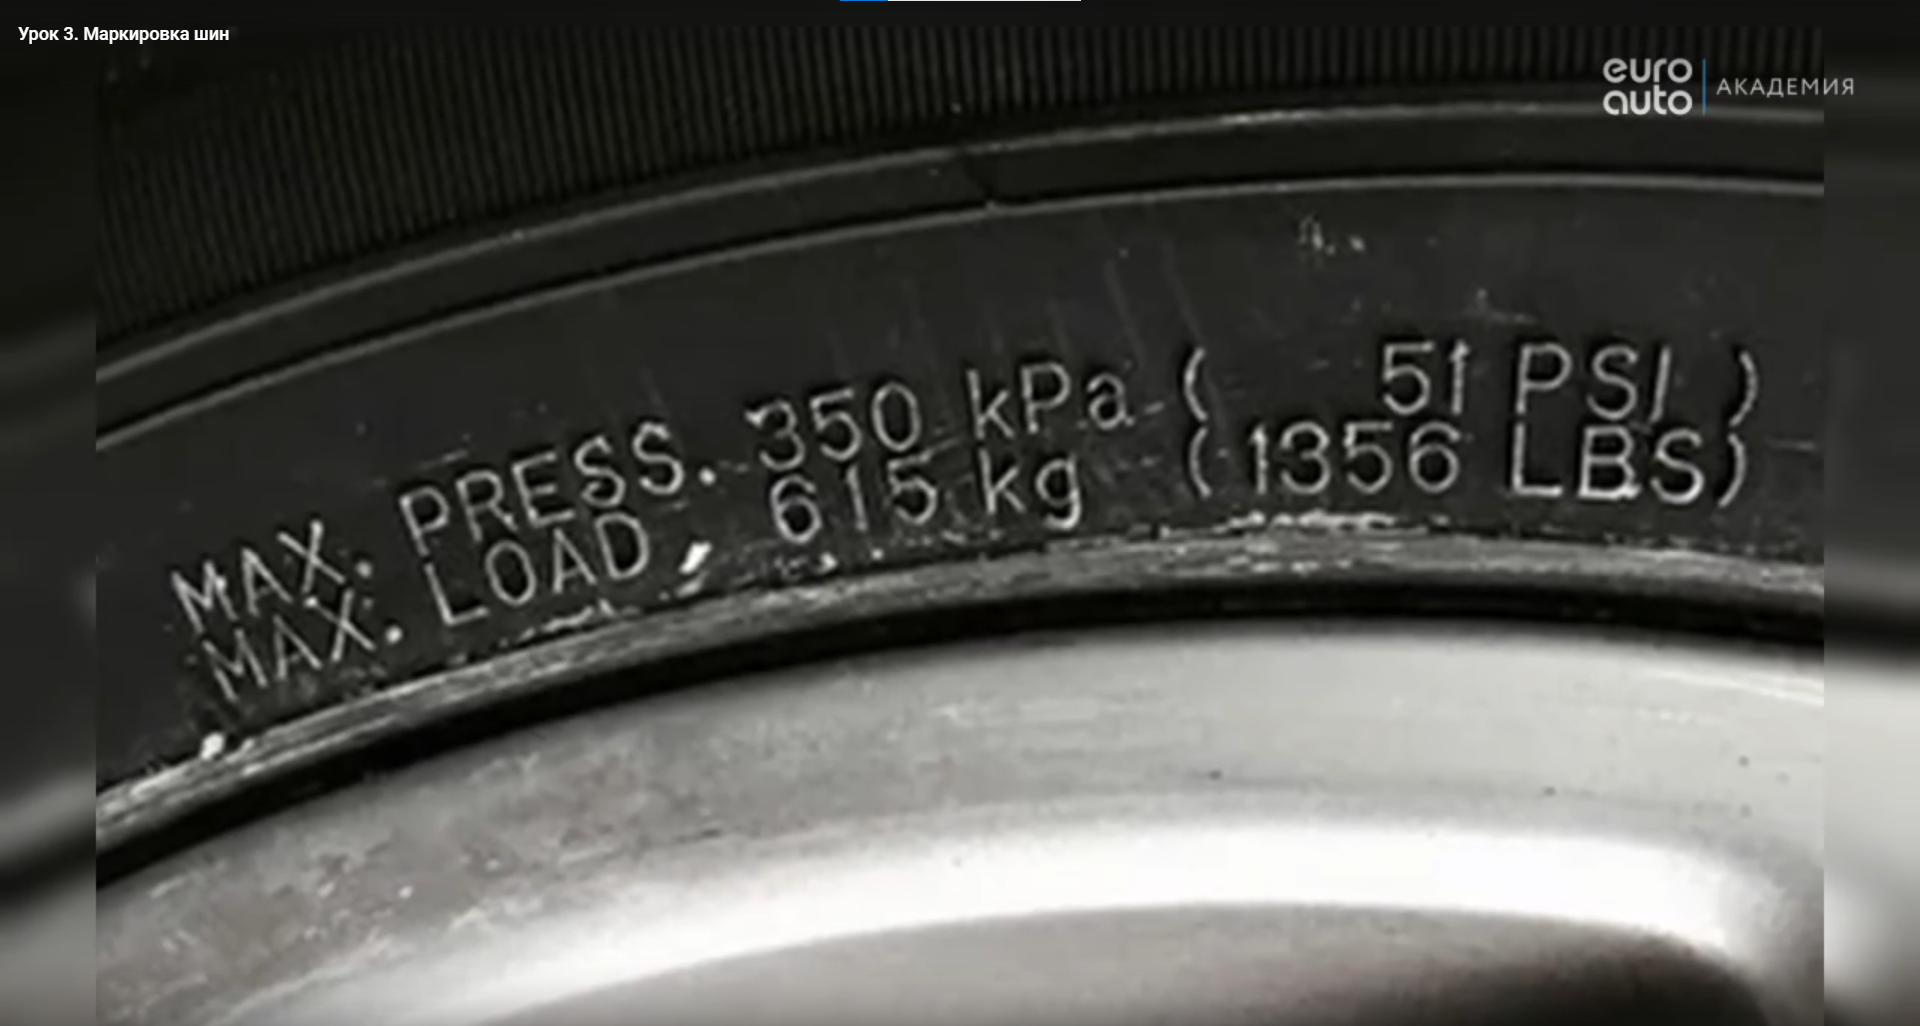 Урок 3. Маркировка шин
euro
auto
АКАДЕМИЯ
MAX. PRESS. 350 kPa ( 51 PSI )
MAX. LOAD 615 kg (1356 LBS)